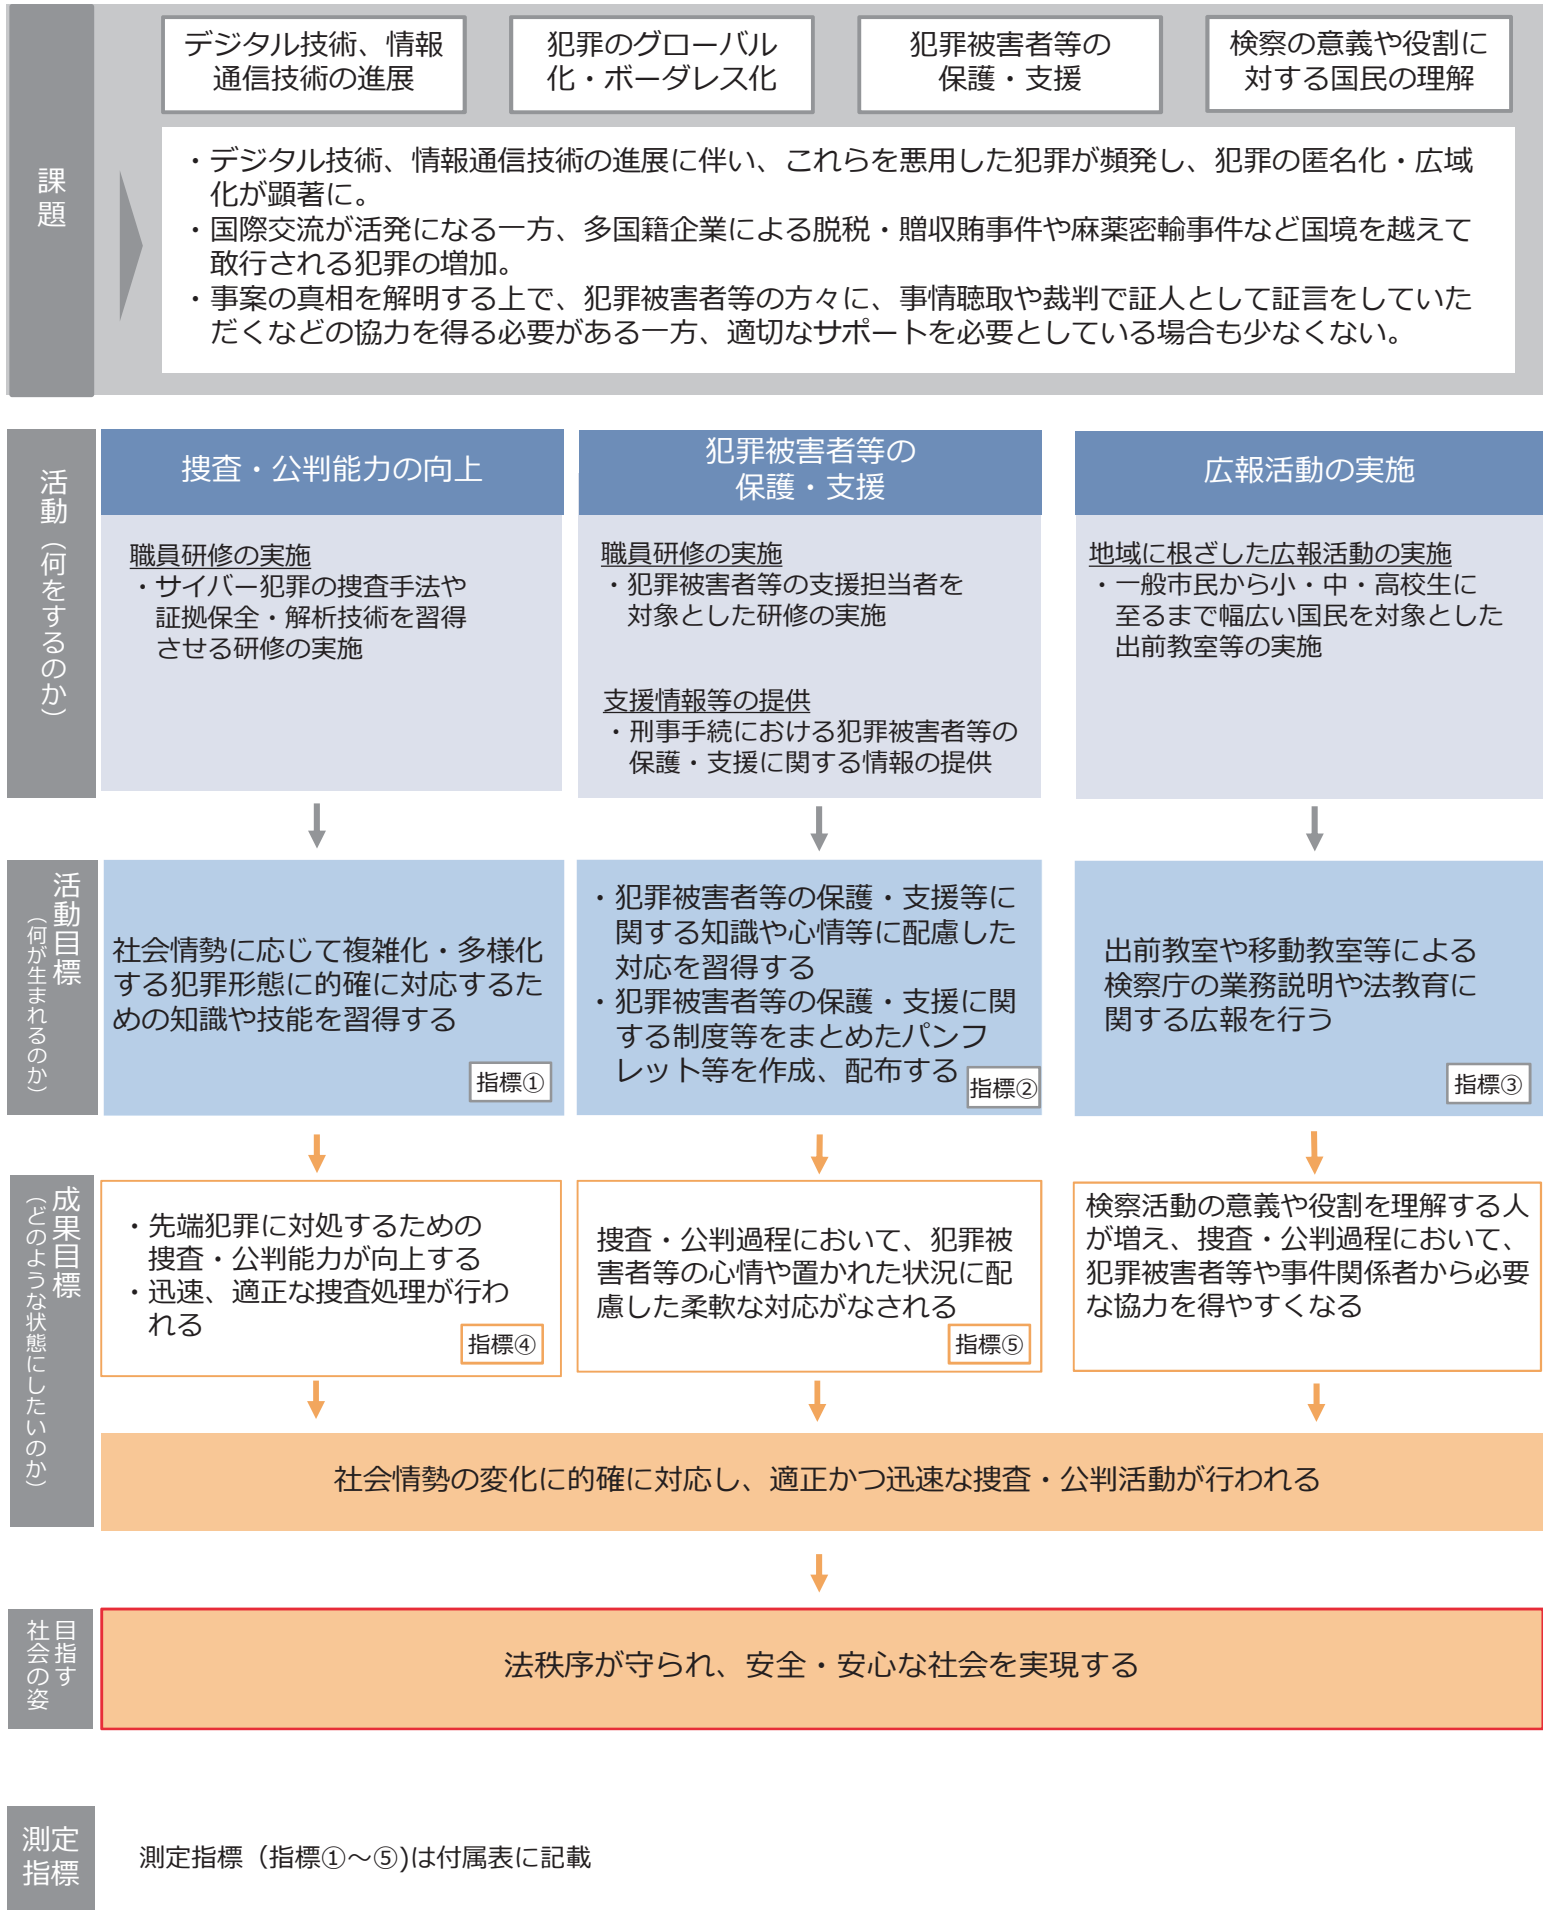 課題
デジタル技術、情報
通信技術の進展
犯罪のグローバル
化・ボーダレス化
犯罪被害者等の
保護・支援
検察の意義や役割に
対する国民の理解
・デジタル技術、情報通信技術の進展に伴い、これらを悪用した犯罪が頻発し、犯罪の匿名化・広域
化が顕著に。
・国際交流が活発になる一方、多国籍企業による脱税・贈収賄事件や麻薬密輸事件など国境を越えて
敢行される犯罪の増加。
・事案の真相を解明する上で、犯罪被害者等の方々に、事情聴取や裁判で証人として証言をしていた
だくなどの協力を得る必要がある一方、適切なサポートを必要としている場合も少なくない。
活動（何をするのか）
捜査・公判能力の向上
職員研修の実施
・サイバー犯罪の捜査手法や
証拠保全・解析技術を習得
させる研修の実施
犯罪被害者等の
保護・支援
職員研修の実施
・犯罪被害者等の支援担当者を
対象とした研修の実施
支援情報等の提供
・刑事手続における犯罪被害者等の
保護・支援に関する情報の提供
広報活動の実施
地域に根ざした広報活動の実施
・一般市民から小・中・高校生に
至るまで幅広い国民を対象とした
出前教室等の実施
活動目標
（何が生まれるのか）
社会情勢に応じて複雑化・多様化
する犯罪形態に的確に対応するた
めの知識や技能を習得する
指標①
・犯罪被害者等の保護・支援等に
関する知識や心情等に配慮した
対応を習得する
・犯罪被害者等の保護・支援に関
する制度等をまとめたパンフ
レット等を作成、配布する
指標②
出前教室や移動教室等による
検察庁の業務説明や法教育に
関する広報を行う
指標③
成果目標
（どのような状態にしたいのか）
・先端犯罪に対処するための
捜査・公判能力が向上する
・迅速、適正な捜査処理が行わ
れる
指標④
捜査・公判過程において、犯罪被
害者等の心情や置かれた状況に配
慮した柔軟な対応がなされる
指標⑤
検察活動の意義や役割を理解する人
が増え、捜査・公判過程において、
犯罪被害者等や事件関係者から必要
な協力を得やすくなる
社会情勢の変化に的確に対応し、適正かつ迅速な捜査・公判活動が行われる
目指す
社会の姿
法秩序が守られ、安全・安心な社会を実現する
測定
指標
測定指標（指標①～⑤)は付属表に記載